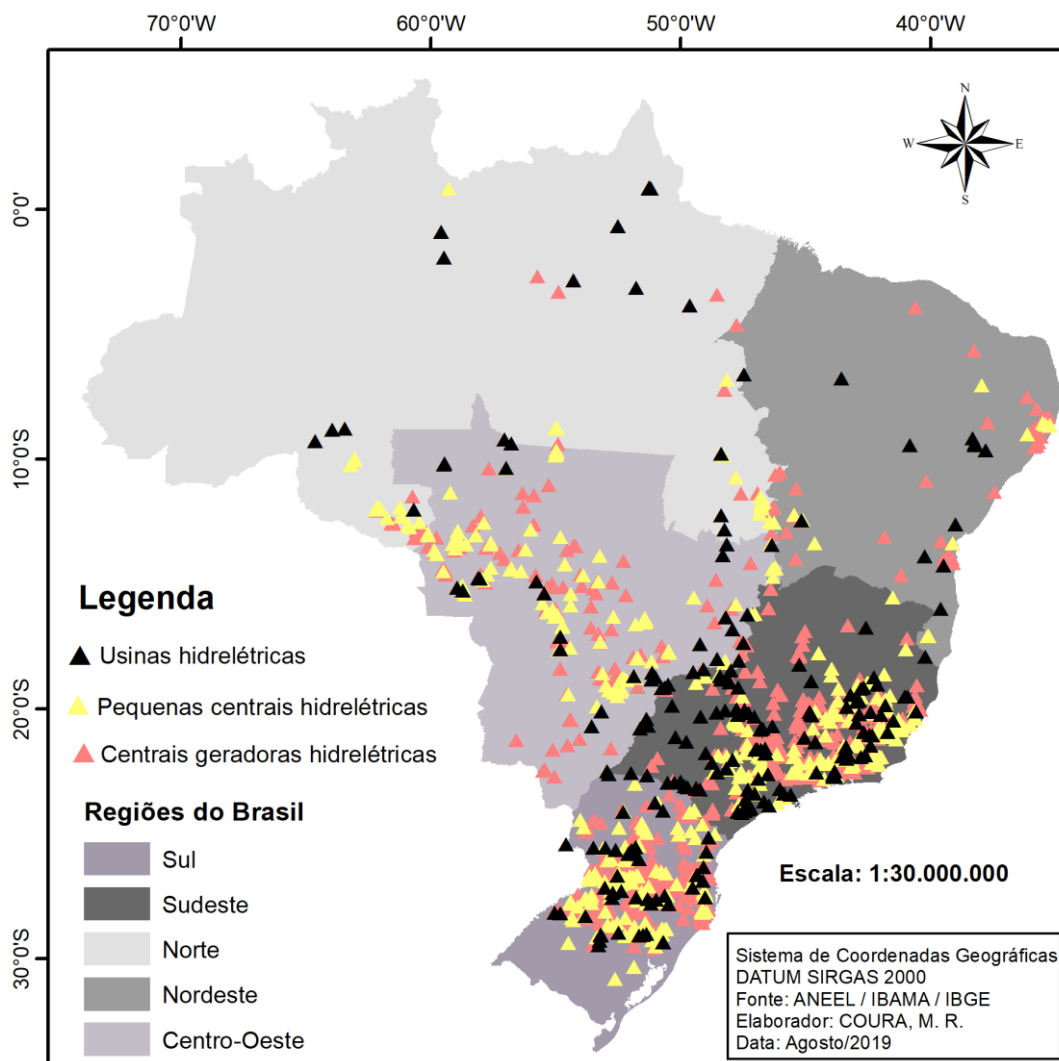 70°0'W 60°0'W 50°0'W 40°0'W
N
W E
S
0°0'
10°0'S
20°0'S
30°0'S
Legenda
Usinas hidrelétricas
Pequenas centrais hidrelétricas
Centrais geradoras hidrelétricas
Regiões do Brasil
Sul
Sudeste
Norte
Nordeste
Centro-Oeste
Escala: 1:30.000.000
Sistema de Coordenadas Geográficas
DATUM SIRGAS 2000
Fonte: ANEEL / IBAMA / IBGE
Elaborador: COURA, M. R.
Data: Agosto/2019